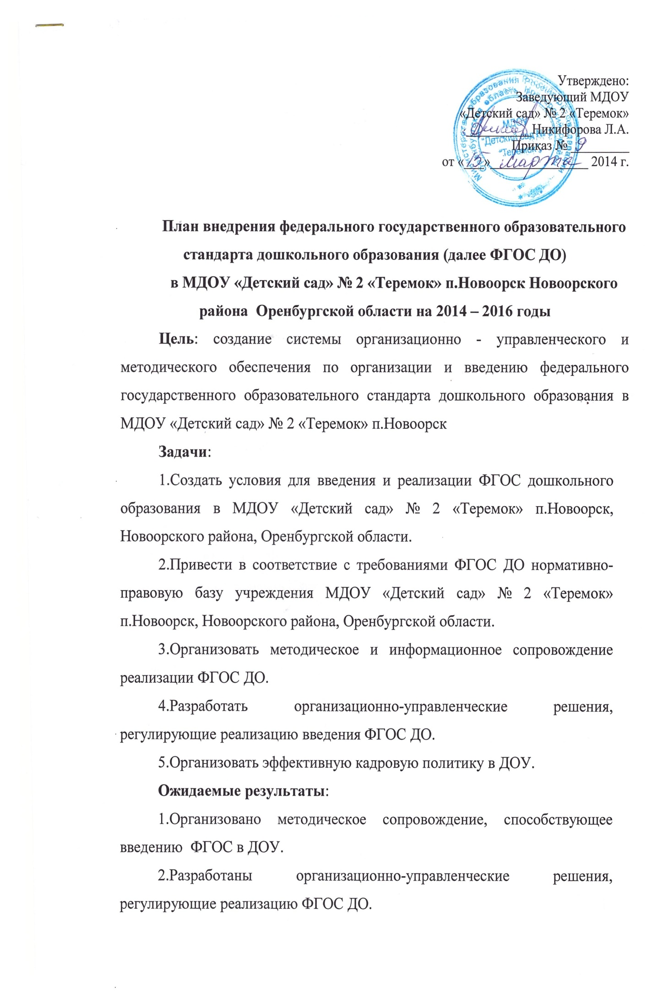 Утверждено:
Заведующий МДОУ
«Детский сад» № 2 «Теремок»
Никифорова Л.А.
Приказ № 9
от «15» марта 2014 г.
МДОУ
"Детский сад № 2
"Теремок"
План внедрения федерального государственного образовательного
стандарта дошкольного образования (далее ФГОС ДО)
в МДОУ «Детский сад» № 2 «Теремок» п.Новоорск Новоорского
района Оренбургской области на 2014 – 2016 годы
Цель: создание системы организационно - управленческого и
методического обеспечения по организации и введению федерального
государственного образовательного стандарта дошкольного образования в
МДОУ «Детский сад» № 2 «Теремок» п.Новоорск
Задачи:
1.Создать условия для введения и реализации ФГОС дошкольного
образования в МДОУ «Детский сад» № 2 «Теремок» п.Новоорск,
Новоорского района, Оренбургской области.
2.Привести в соответствие с требованиями ФГОС ДО нормативно-
правовую базу учреждения МДОУ «Детский сад» № 2 «Теремок»
п.Новоорск, Новоорского района, Оренбургской области.
3.Организовать методическое и информационное сопровождение
реализации ФГОС ДО.
4.Разработать организационно-управленческие решения,
регулирующие реализацию введения ФГОС ДО.
5.Организовать эффективную кадровую политику в ДОУ.
Ожидаемые результаты:
1.Организовано методическое сопровождение, способствующее
введению ФГОС в ДОУ.
2.Разработаны организационно-управленческие решения,
регулирующие реализацию ФГОС ДО.